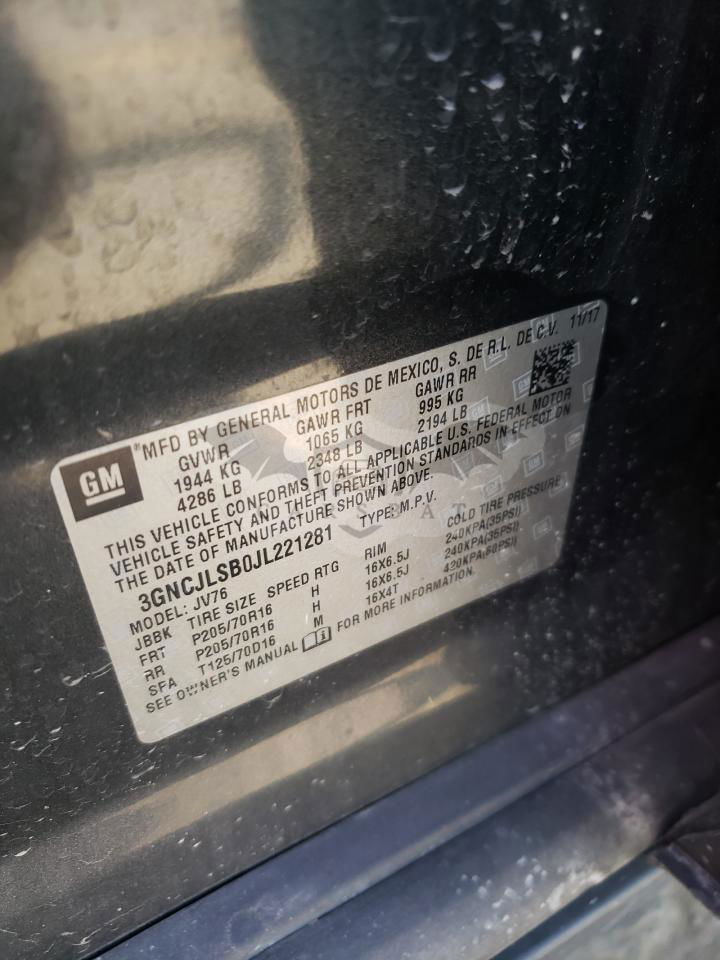 GM
MFD BY GENERAL MOTORS DE MEXICO, S. DE R.L. DE C.V. 11/17
GVWR GAWR FRT GAWR RR
1944 KG 1065 KG 995 KG
4286 LB 2348 LB 2194 LB
THIS VEHICLE CONFORMS TO ALL APPLICABLE U.S. FEDERAL MOTOR
VEHICLE SAFETY AND THEFT PREVENTION STANDARDS IN EFFECT ON
THE DATE OF MANUFACTURE SHOWN ABOVE.
3GNCJLSB0JL221281 TYPE: M.P.V.
MODEL: JV76
JBBK TIRE SIZE SPEED RTG RIM COLD TIRE PRESSURE
FRT P205/70R16 H 16X6.5J 240KPA(35PSI)
RR P205/70R16 H 16X6.5J 240KPA(35PSI)
SFA T125/70D16 M 16X4T 420KPA(60PSI)
SEE OWNER'S MANUAL FOR MORE INFORMATION.